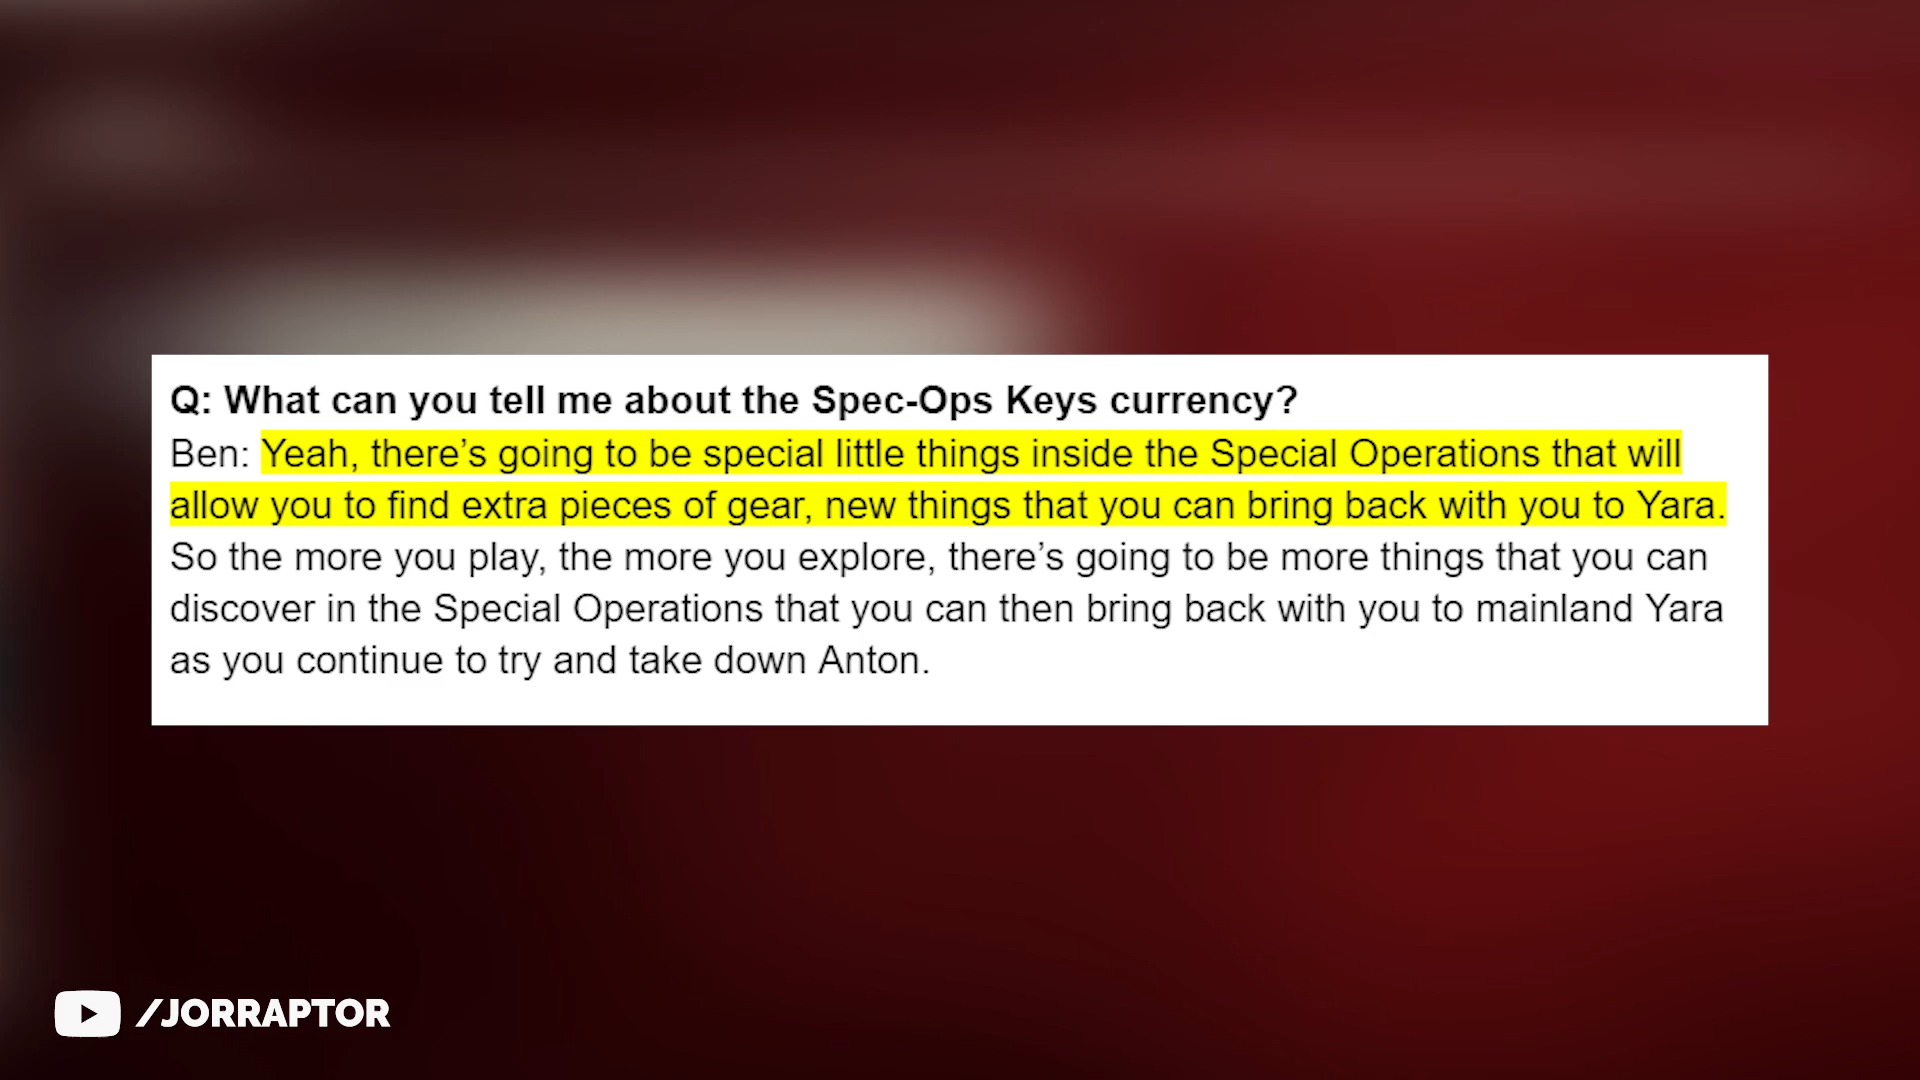 Q: What can you tell me about the Spec-Ops Keys currency?
Ben: Yeah, there’s going to be special little things inside the Special Operations that will
allow you to find extra pieces of gear, new things that you can bring back with you to Yara.
So the more you play, the more you explore, there’s going to be more things that you can
discover in the Special Operations that you can then bring back with you to mainland Yara
as you continue to try and take down Anton.
/JORRAPTOR